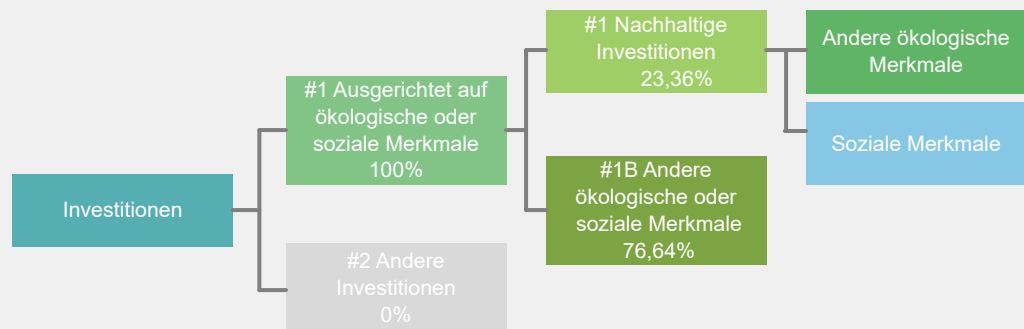 Investitionen
#1 Ausgerichtet auf
ökologische oder
soziale Merkmale
100%
#2 Andere
Investitionen
0%
#1 Nachhaltige
Investitionen
23,36%
#1B Andere
ökologische oder
soziale Merkmale
76,64%
Andere ökologische
Merkmale
Soziale Merkmale